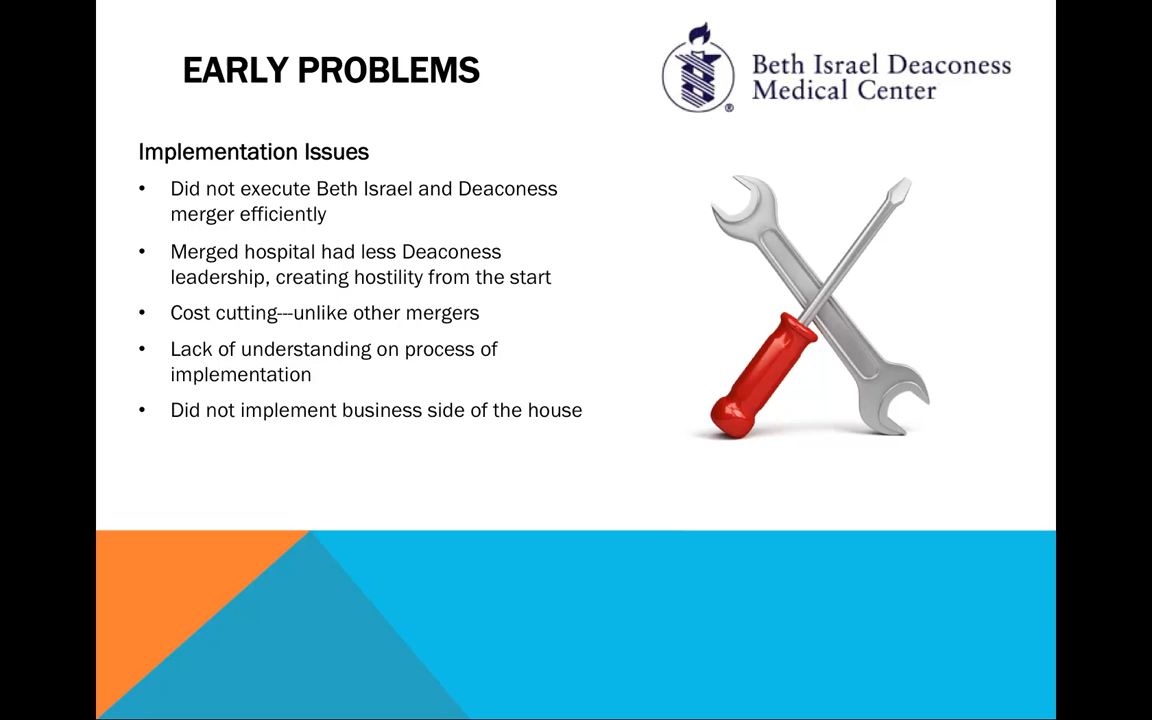 EARLY PROBLEMS
Beth Israel Deaconess
Medical Center
®
Implementation Issues
• Did not execute Beth Israel and Deaconess
merger efficiently
• Merged hospital had less Deaconess
leadership, creating hostility from the start
• Cost cutting---unlike other mergers
• Lack of understanding on process of
implementation
• Did not implement business side of the house